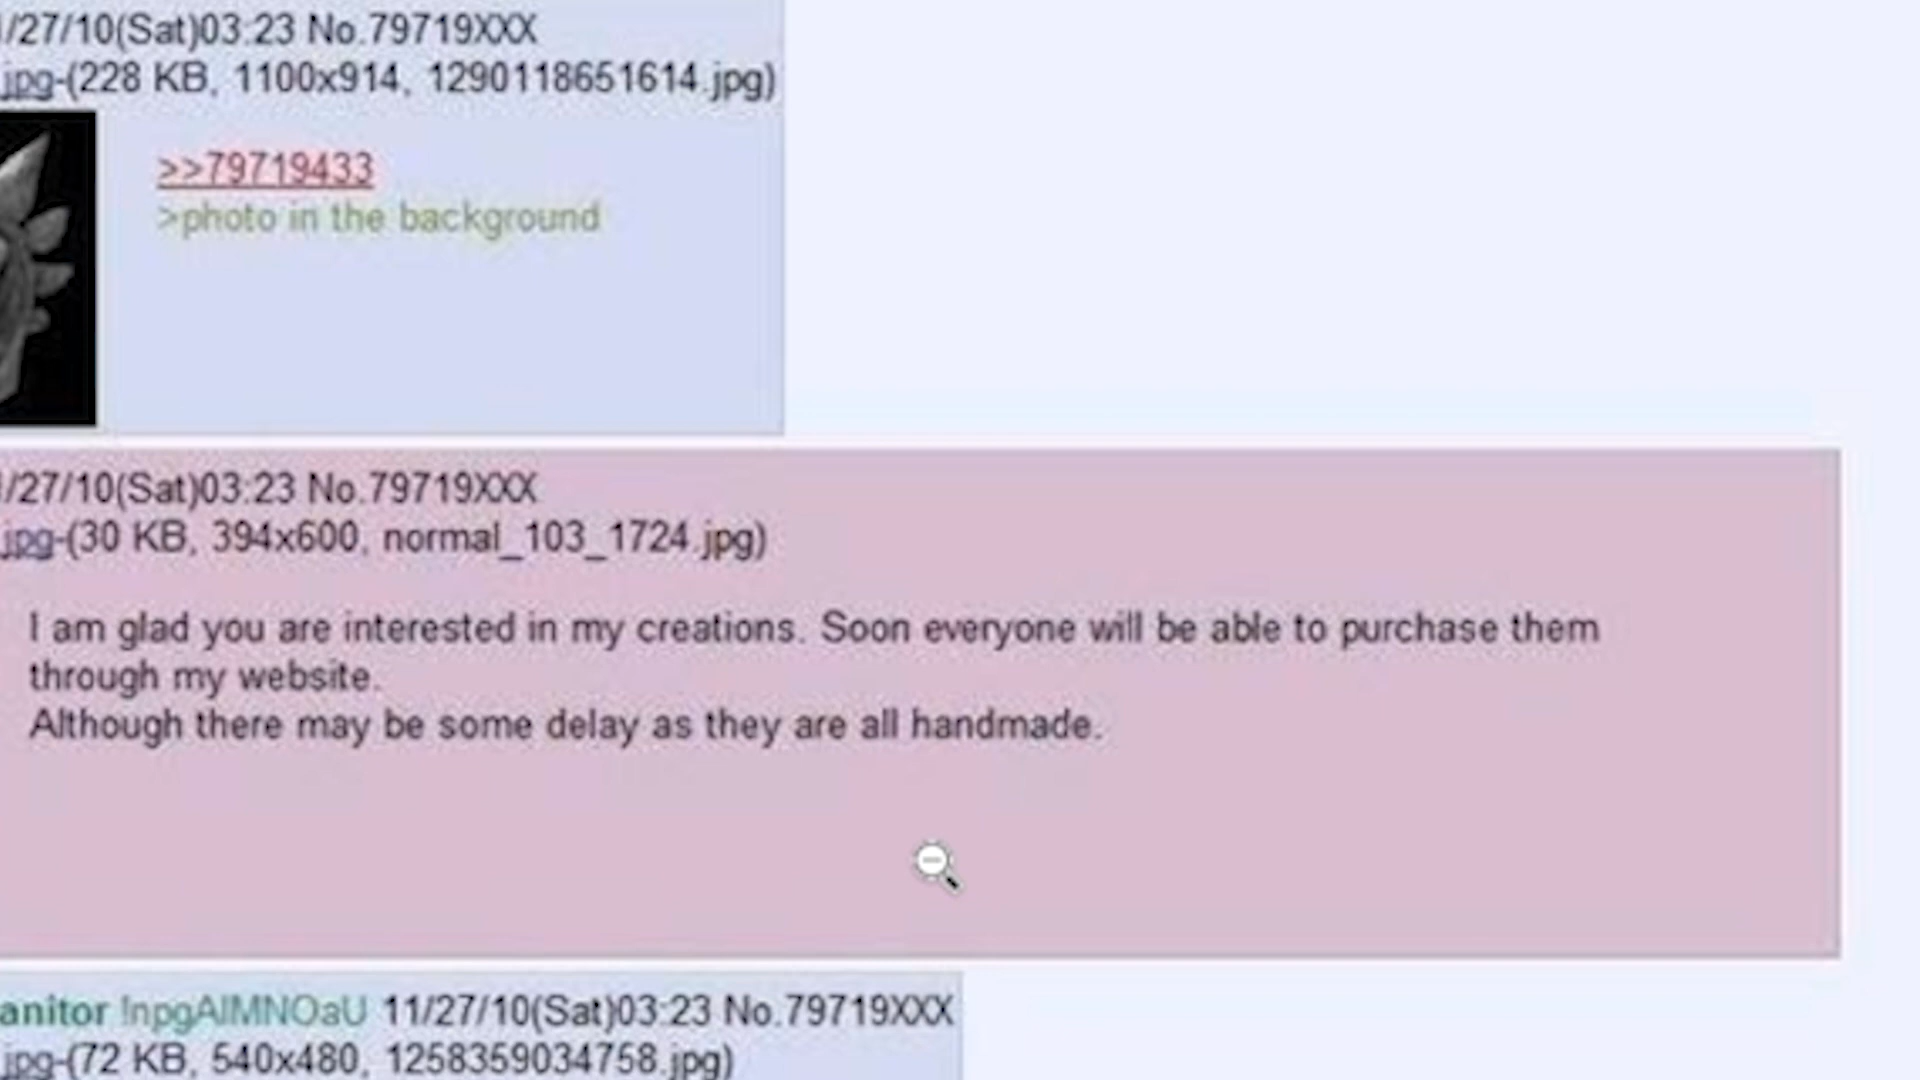 /27/10(Sat)03:23 No.79719XXX
.jpg-(228 KB, 1100x914, 1290118651614.jpg)
>>79719433
>photo in the background
/27/10(Sat)03:23 No.79719XXX
.jpg-(30 KB, 394x600, normal_103_1724.jpg)
I am glad you are interested in my creations. Soon everyone will be able to purchase them
through my website.
Although there may be some delay as they are all handmade.
anitor !npgAlMNOaU 11/27/10(Sat)03:23 No.79719XXX
.jpg-(72 KB, 540x480, 1258359034758.jpg)